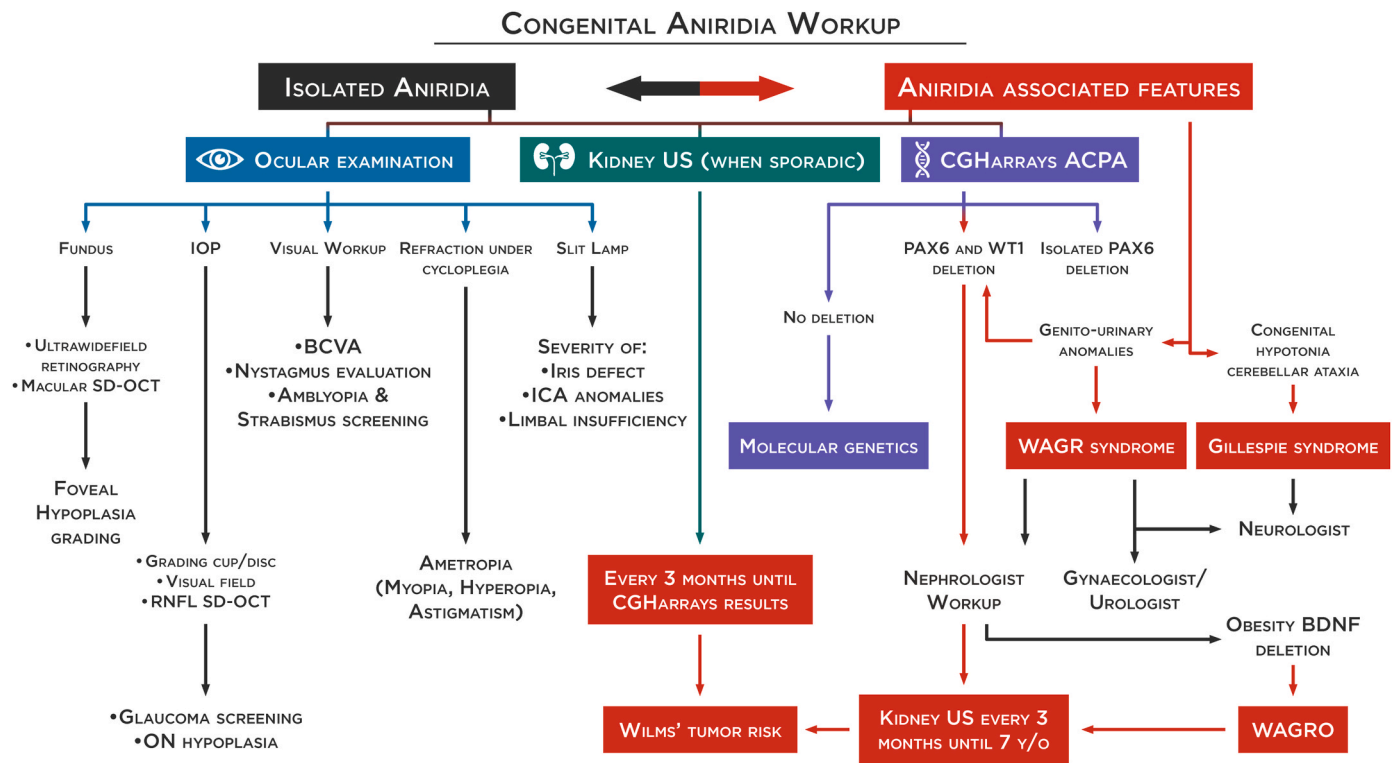 Congenital Aniridia Workup
Isolated Aniridia
Aniridia associated features
Ocular examination
Kidney US (when sporadic)
CGHarrays ACPA
Fundus
IOP
Visual Workup
Refraction under
cycloplegia
Slit Lamp
PAX6 and WT1
deletion
Isolated PAX6
deletion
•Ultrawidefield
retinography
•Macular SD-OCT
•BCVA
•Nystagmus evaluation
•Amblyopia &
Strabismus screening
Severity of:
•Iris defect
•ICA anomalies
•Limbal insufficiency
No deletion
Genito-urinary
anomalies
Congenital
hypotonia
cerebellar ataxia
Molecular genetics
WAGR syndrome
Gillespie syndrome
Foveal
Hypoplasia
grading
Neurologist
•Grading cup/disc
•Visual field
•RNFL SD-OCT
Ametropia
(Myopia, Hyperopia,
Astigmatism)
Every 3 months until
CGHarrays results
Nephrologist
Workup
Gynaecologist/
Urologist
Obesity BDNF
deletion
•Glaucoma screening
•ON hypoplasia
Wilms' tumor risk
Kidney US every 3
months until 7 y/o
WAGRO